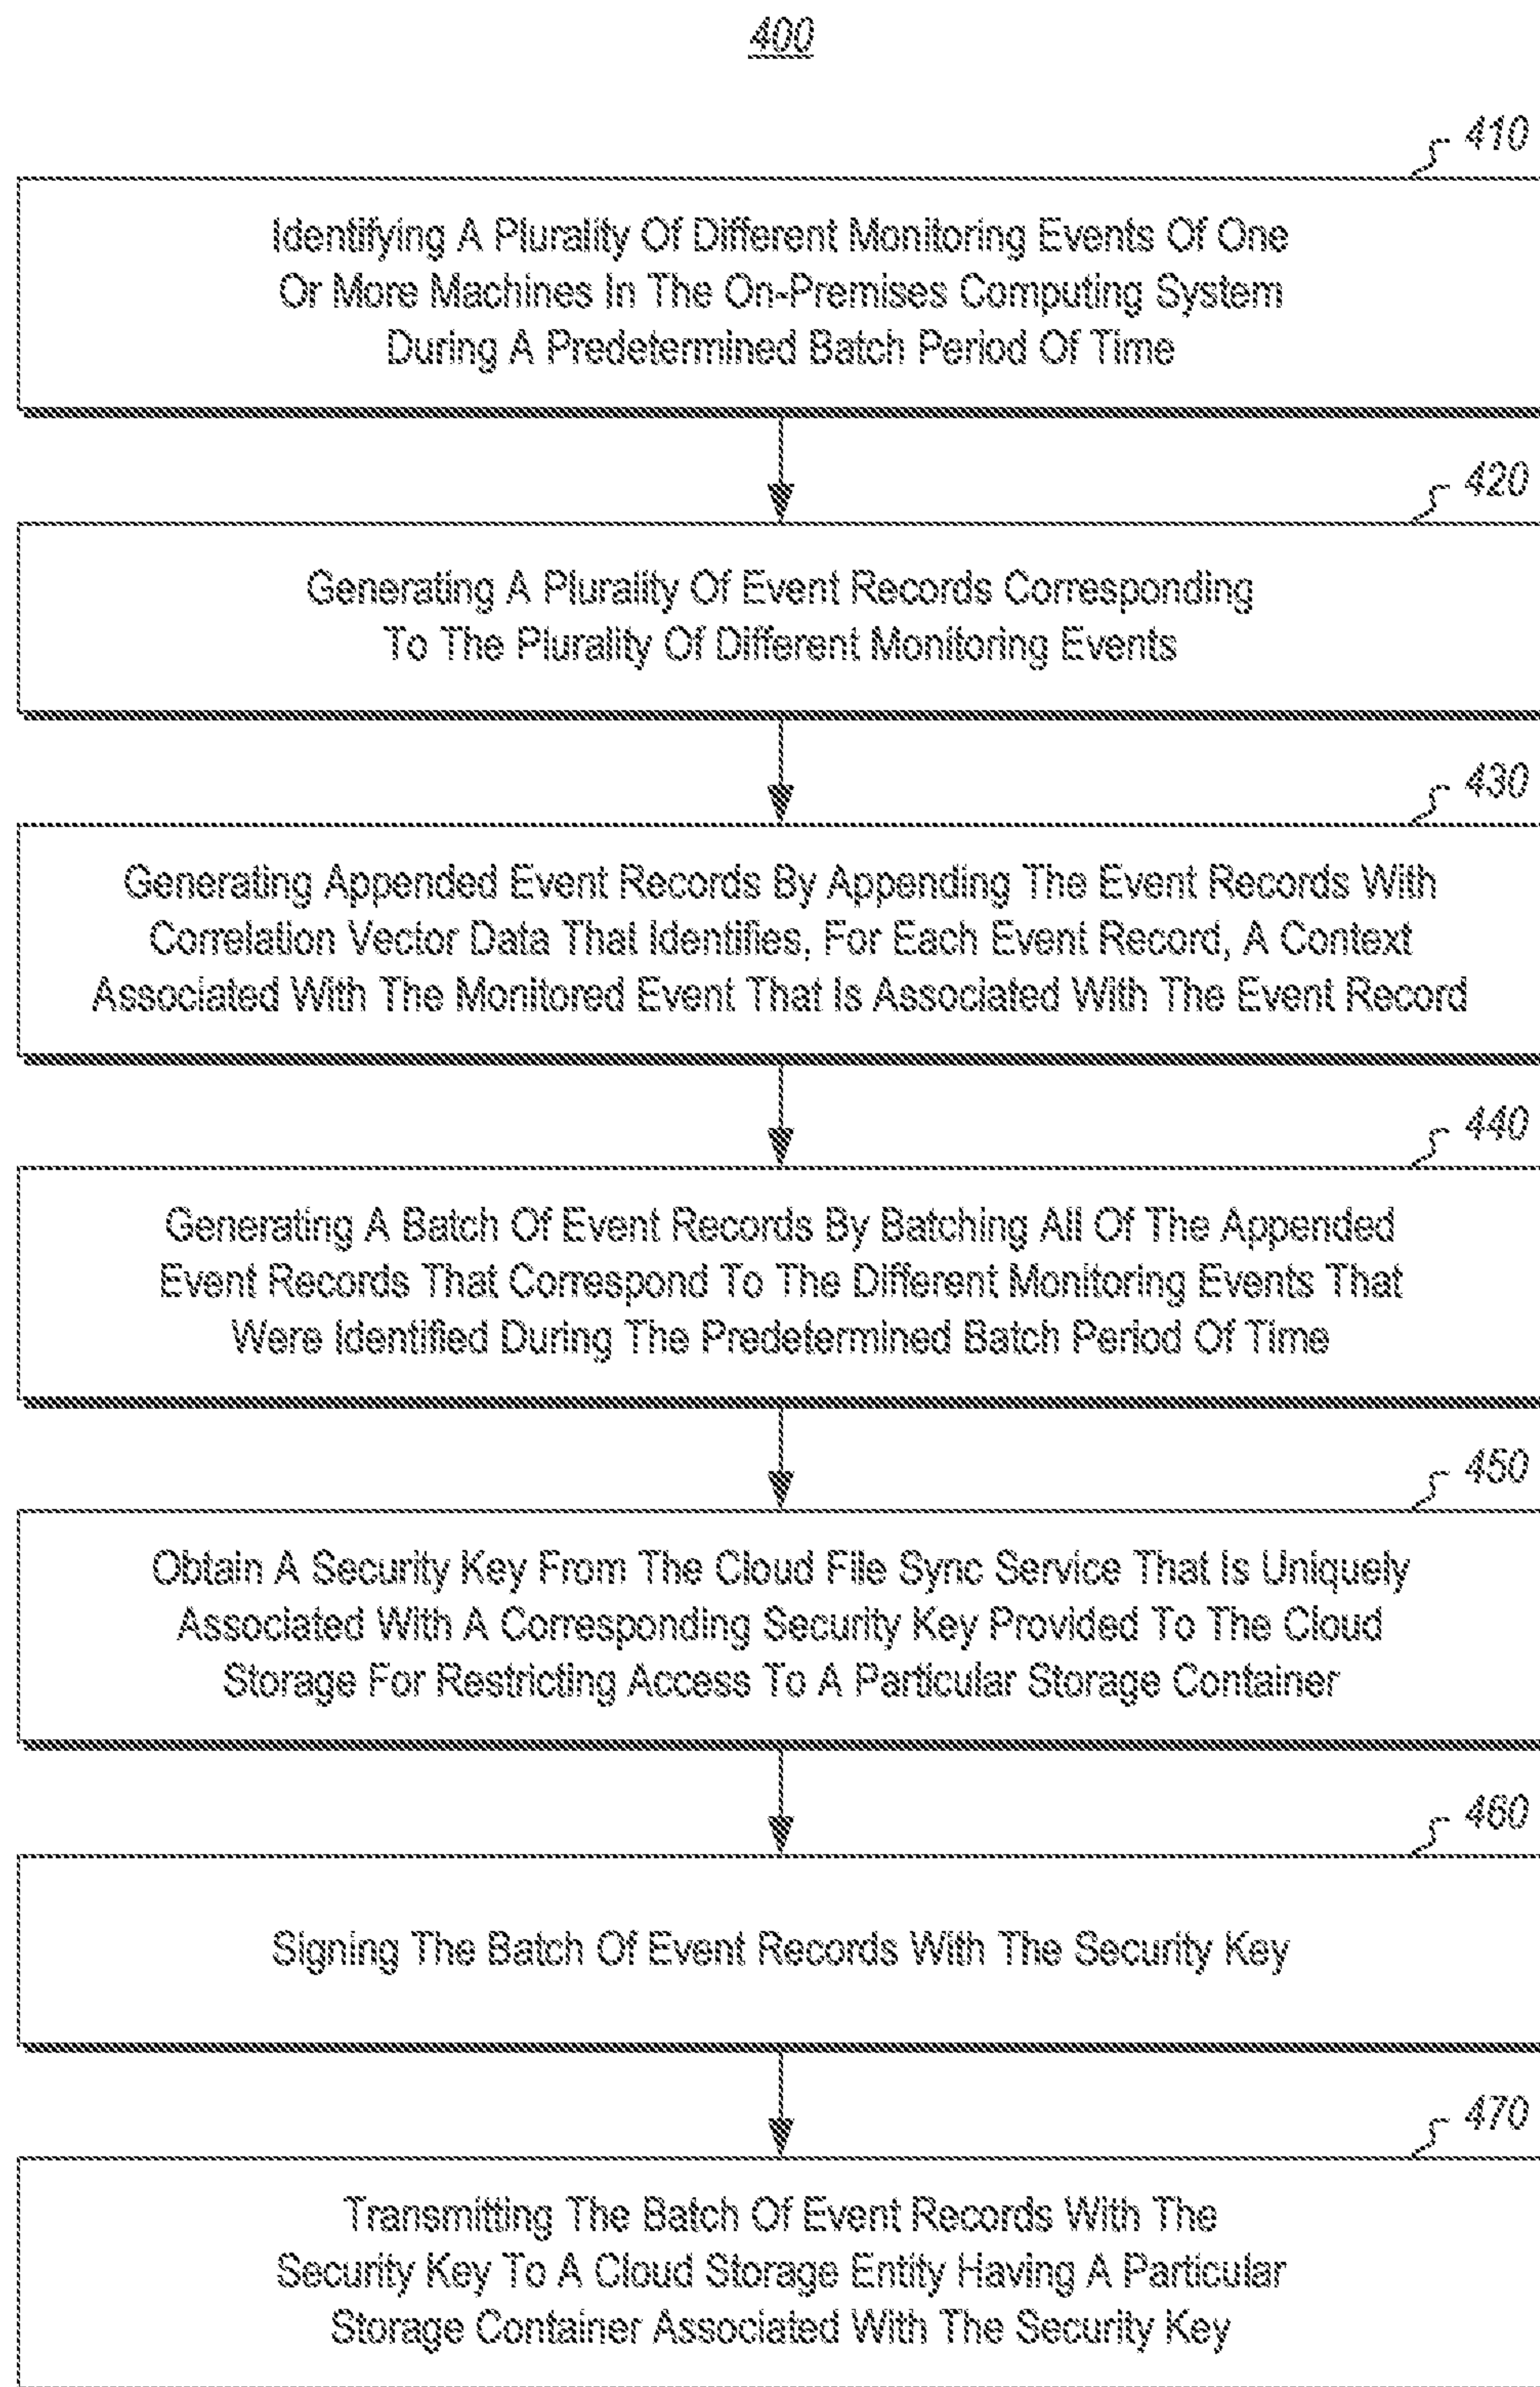 400
410
Identifying A Plurality Of Different Monitoring Events Of One
Or More Machines In The On-Premises Computing System
During A Predetermined Batch Period Of Time
420
Generating A Plurality Of Event Records Corresponding
To The Plurality Of Different Monitoring Events
430
Generating Appended Event Records By Appending The Event Records With
Correlation Vector Data That Identifies, For Each Event Record, A Context
Associated With The Monitored Event That Is Associated With The Event Record
440
Generating A Batch Of Event Records By Batching All Of The Appended
Event Records That Correspond To The Different Monitoring Events That
Were Identified During The Predetermined Batch Period Of Time
450
Obtain A Security Key From The Cloud File Sync Service That Is Uniquely
Associated With A Corresponding Security Key Provided To The Cloud
Storage For Restricting Access To A Particular Storage Container
460
Signing The Batch Of Event Records With The Security Key
470
Transmitting The Batch Of Event Records With The
Security Key To A Cloud Storage Entity Having A Particular
Storage Container Associated With The Security Key